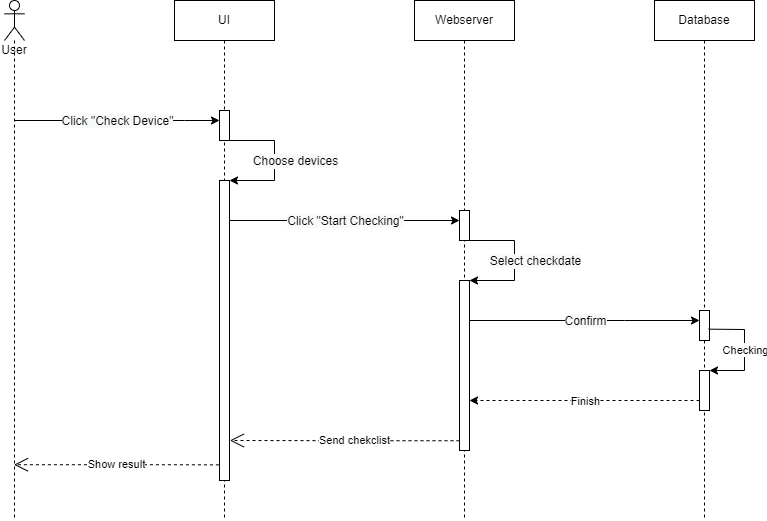 UI
Webserver
Database
User
Click "Check Device"
Choose devices
Click "Start Checking"
Select checkdate
Confirm
Checking
Finish
Send chekclist
Show result